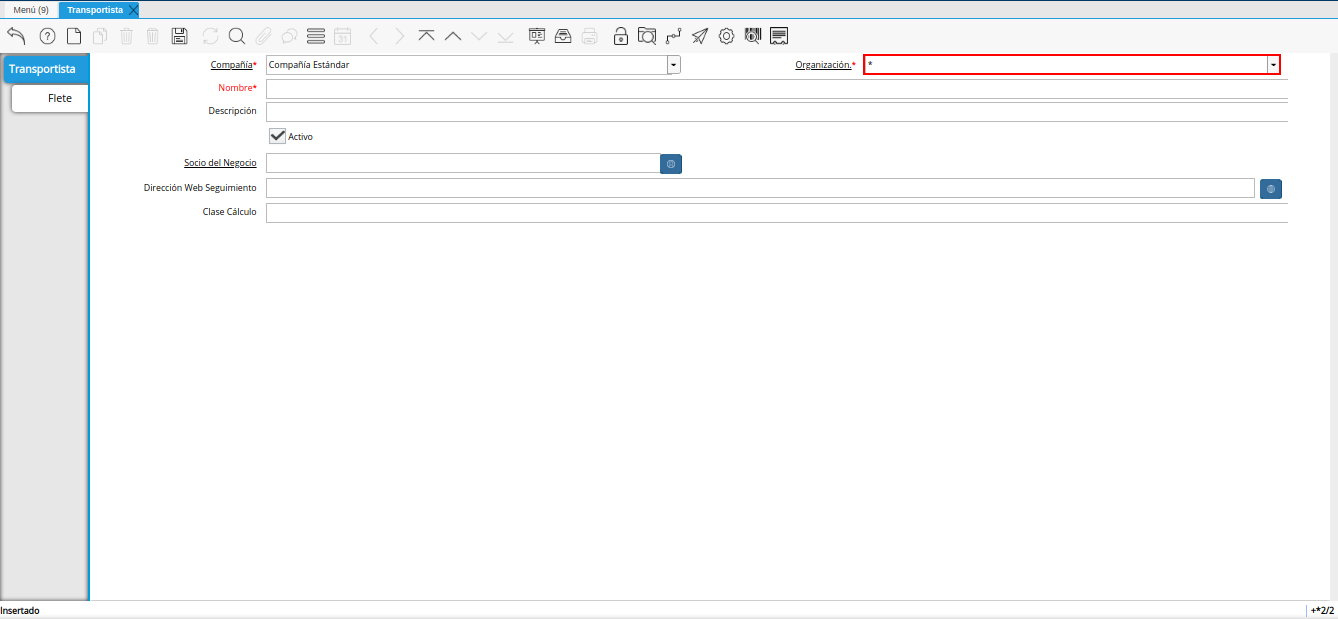 Menú (9) Transportista
31
Transportista
Flete
Compañía* Compañía Estándar Organización.* *
Nombre*
Descripción
Activo
Socio del Negocio
Dirección Web Seguimiento
Clase Cálculo
Insertado +*2/2